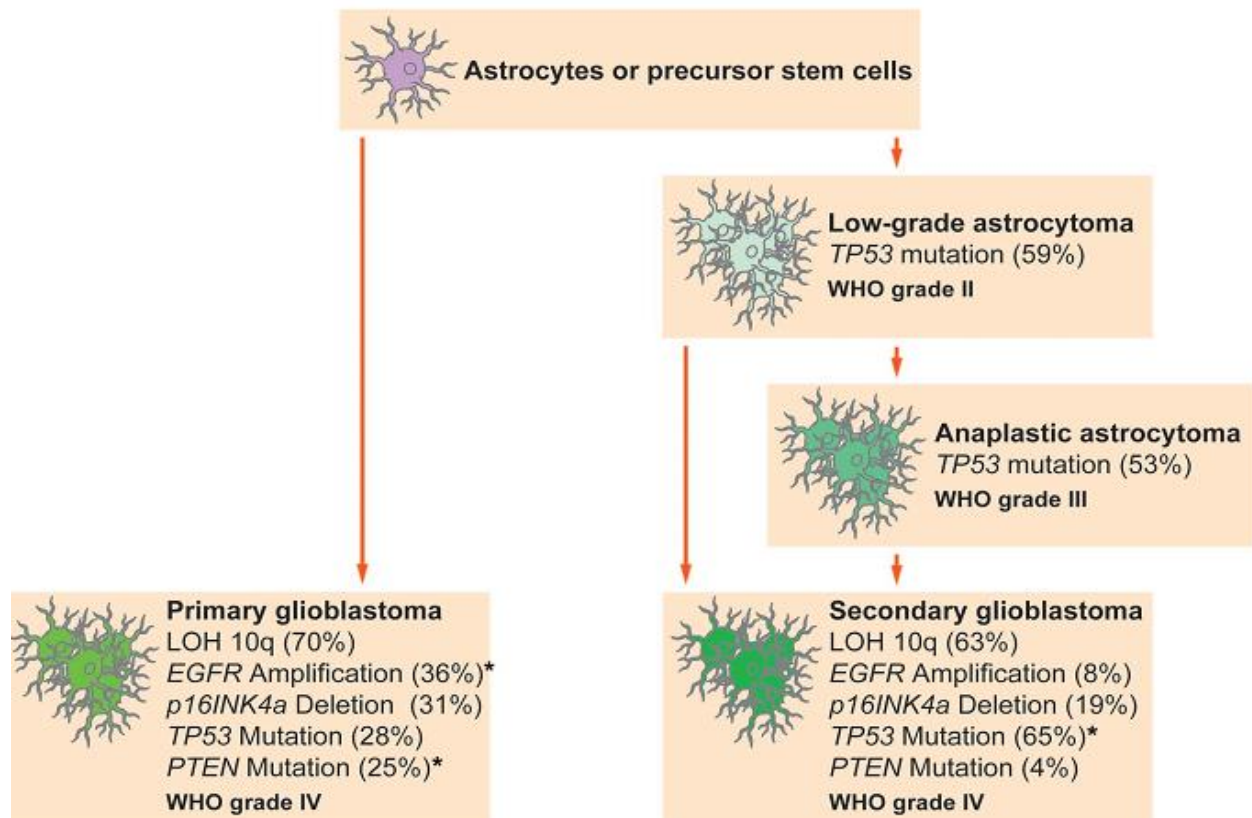 Astrocytes or precursor stem cells
Low-grade astrocytoma
TP53 mutation (59%)
WHO grade II
Anaplastic astrocytoma
TP53 mutation (53%)
WHO grade III
Primary glioblastoma
LOH 10q (70%)
EGFR Amplification (36%)*
p16INK4a Deletion (31%)
TP53 Mutation (28%)
PTEN Mutation (25%)*
WHO grade IV
Secondary glioblastoma
LOH 10q (63%)
EGFR Amplification (8%)
p16INK4a Deletion (19%)
TP53 Mutation (65%)*
PTEN Mutation (4%)
WHO grade IV